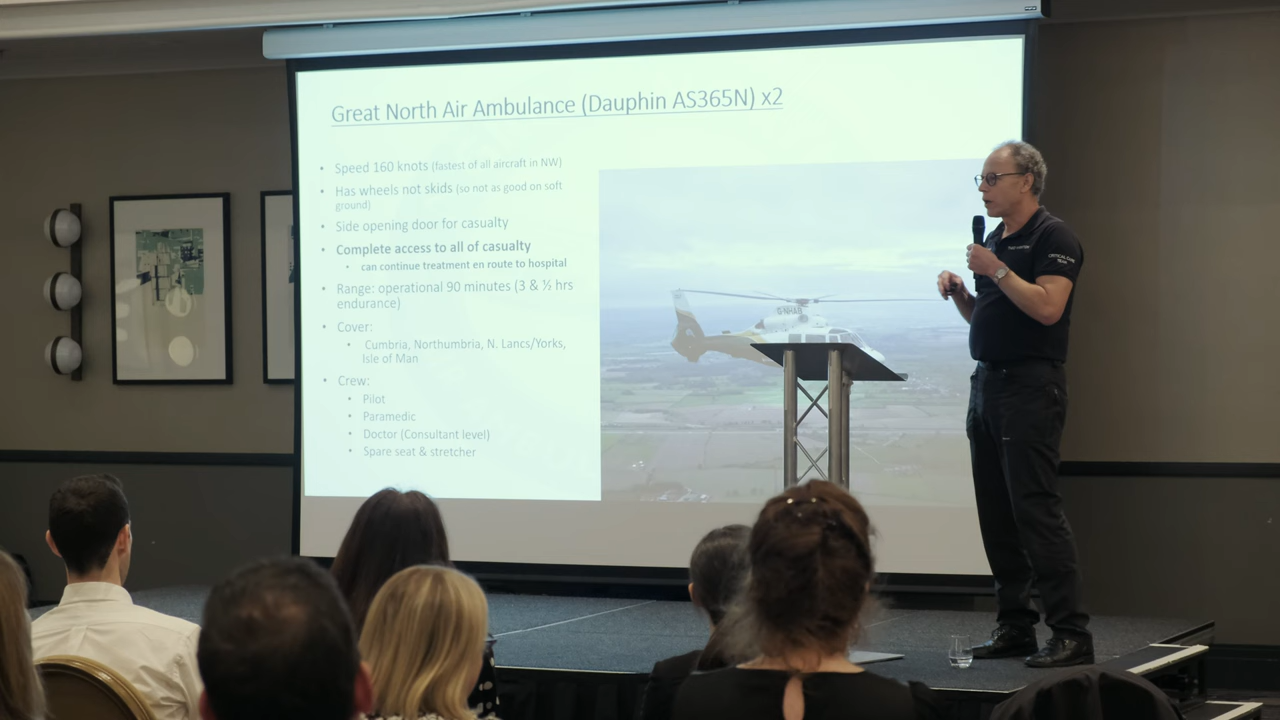 Great North Air Ambulance (Dauphin AS365N) x2
• Speed 160 knots (fastest of all aircraft in NW)
• Has wheels not skids (so not as good on soft
ground)
• Side opening door for casualty
• Complete access to all of casualty
• can continue treatment en route to hospital
• Range: operational 90 minutes (3 & ½ hrs
endurance)
• Cover:
• Cumbria, Northumbria, N. Lancs/Yorks,
Isle of Man
• Crew:
• Pilot
• Paramedic
• Doctor (Consultant level)
• Spare seat & stretcher
CRITICAL CARE
TEAM